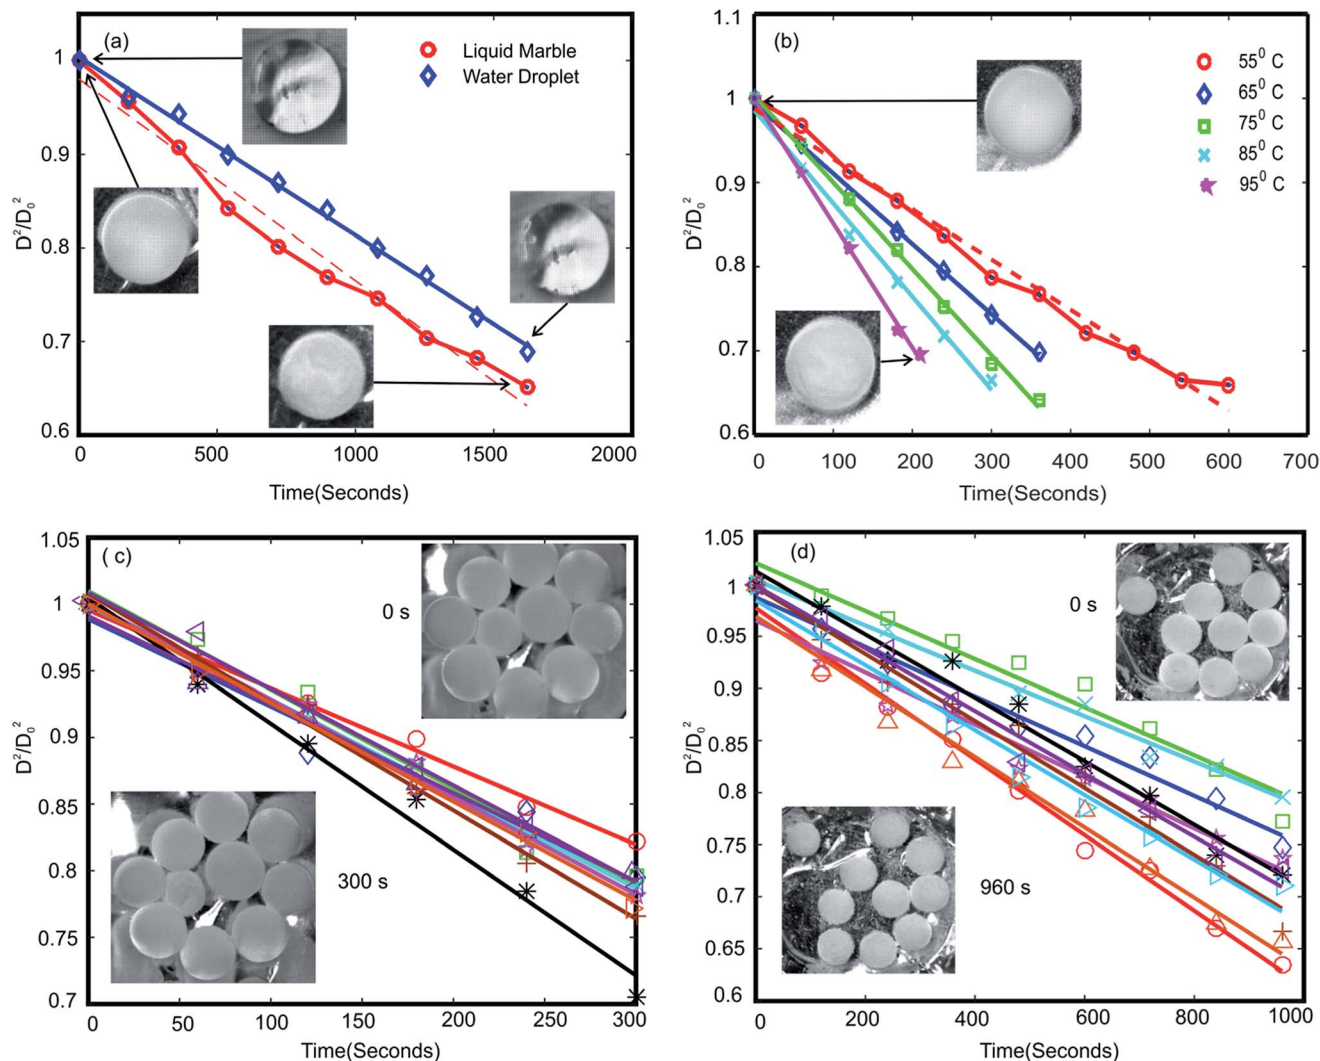 (a)
Liquid Marble
Water Droplet
D²/D₀²
1
0.9
0.8
0.7
0.6
0 500 1000 1500 2000
Time(Seconds)
(b)
55⁰ C
65⁰ C
75⁰ C
85⁰ C
95⁰ C
D²/D₀²
1.1
1
0.9
0.8
0.7
0.6
0 100 200 300 400 500 600 700
Time(Seconds)
( c)
0 s
300 s
D²/D₀²
1.05
1
0.95
0.9
0.85
0.8
0.75
0.7
0 50 100 150 200 250 300
Time(Seconds)
(d)
0 s
960 s
D²/D₀²
1.05
1
0.95
0.9
0.85
0.8
0.75
0.7
0.65
0.6
0 200 400 600 800 1000
Time(Seconds)